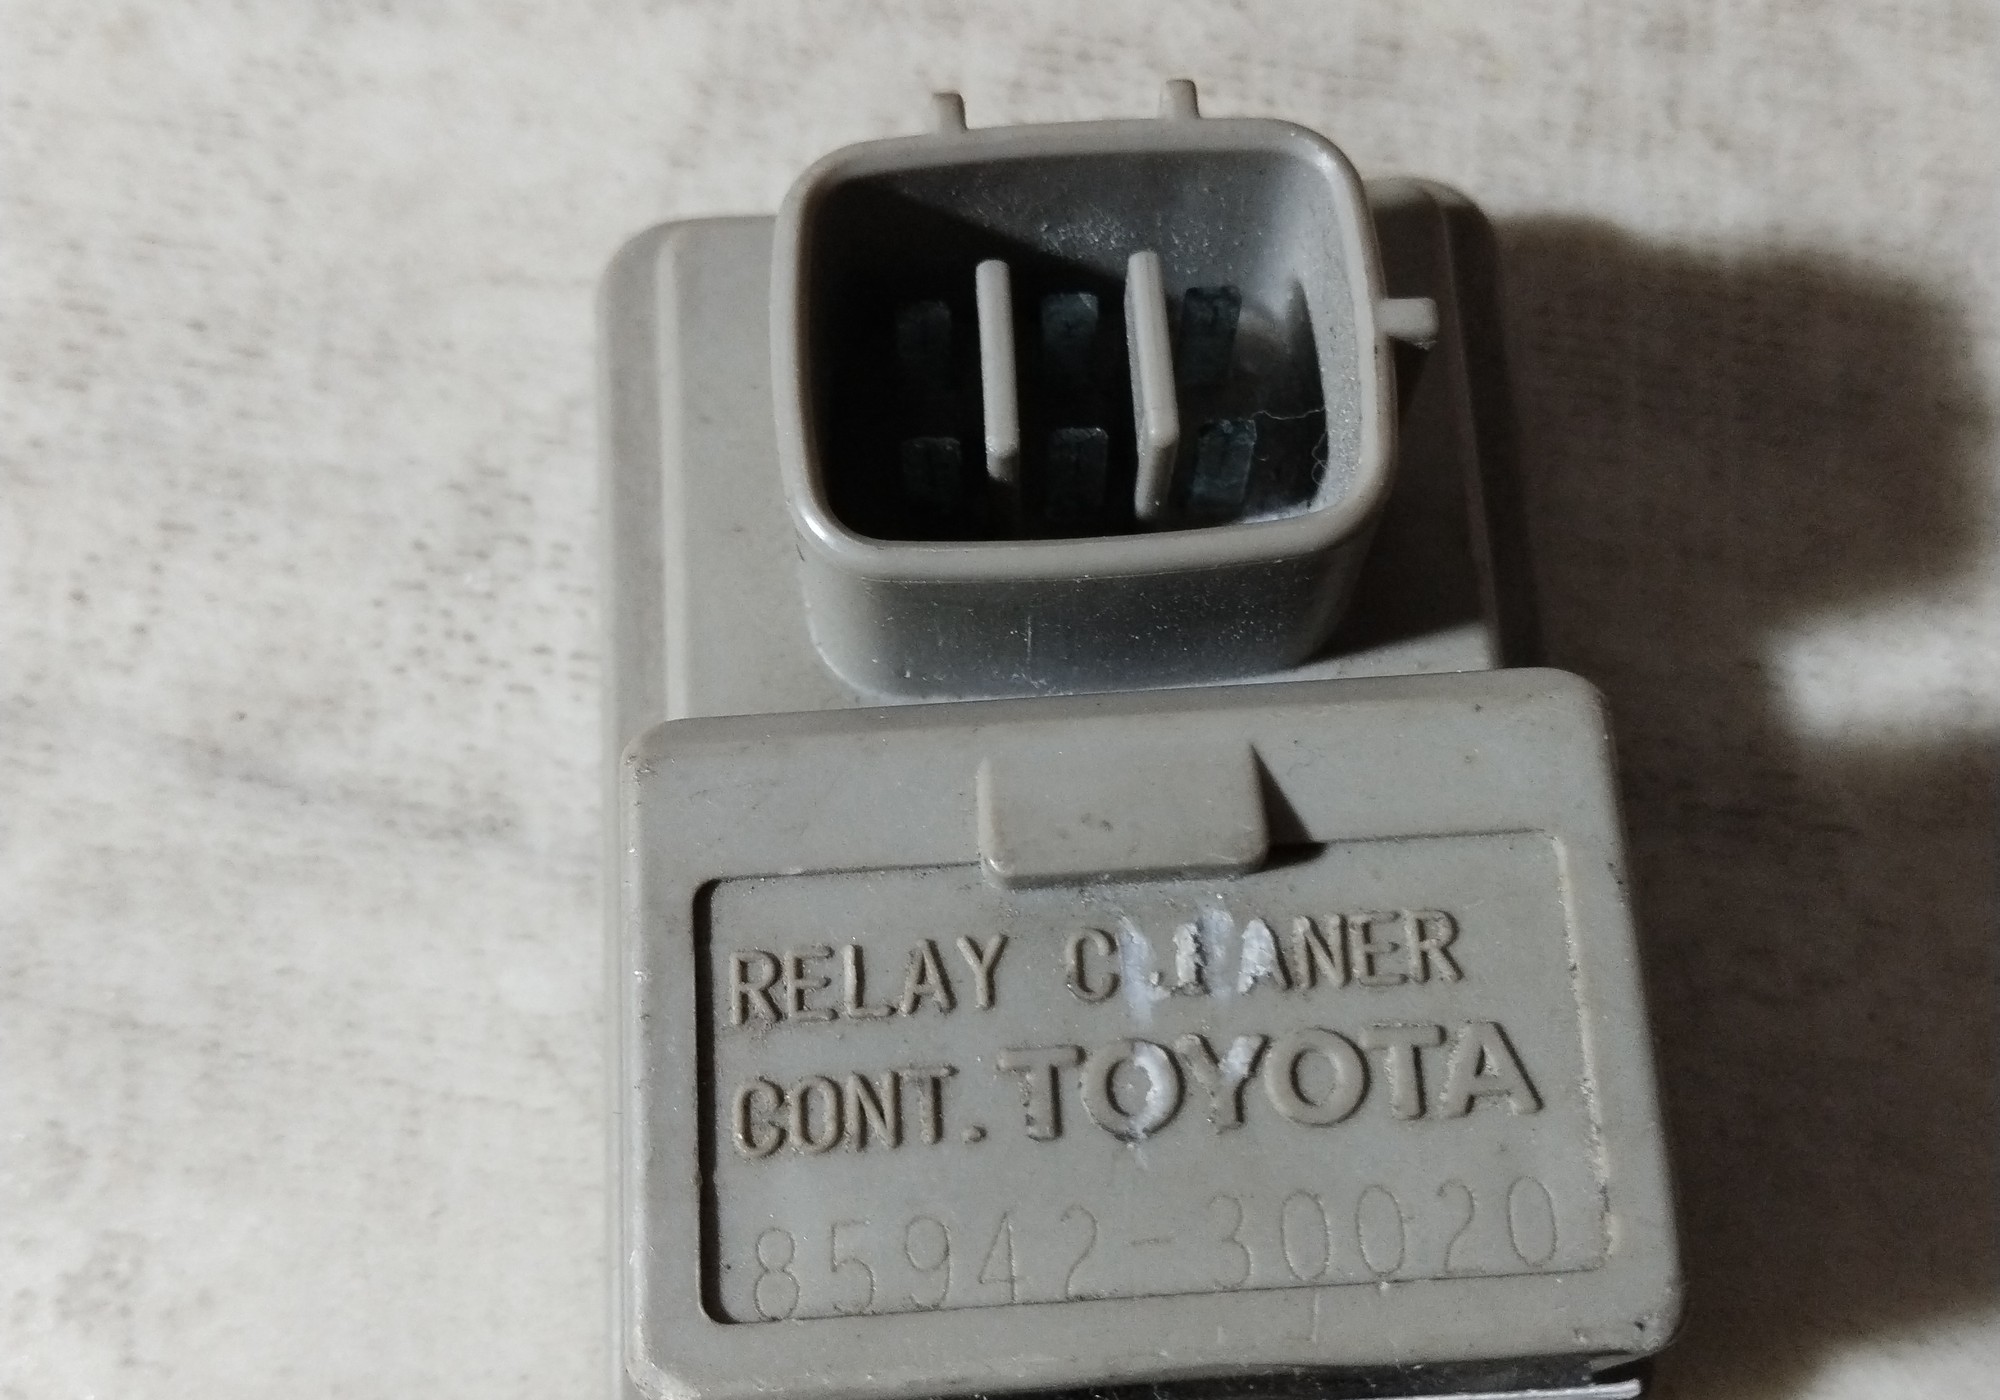 RELAY CLEANER
CONT. TOYOTA
85942-30020